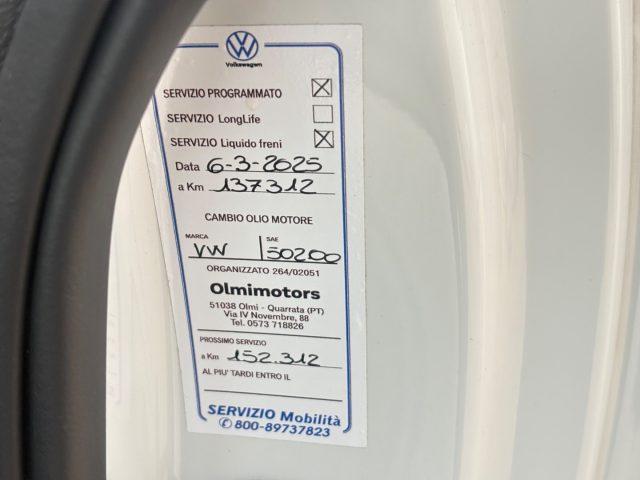 Volkswagen
SERVIZIO PROGRAMMATO
SERVIZIO LongLife
SERVIZIO Liquido freni
Data 6-3-2025
a Km 137312
CAMBIO OLIO MOTORE
MARCA SAE
VW 50200
ORGANIZZATO 264/02051
Olmimotors
51038 Olmi - Quarrata (PT)
Via IV Novembre, 88
Tel. 0573 718826
PROSSIMO SERVIZIO
a Km 152.312
AL PIU' TARDI ENTRO IL
SERVIZIO Mobilità
✆ 800-89737823